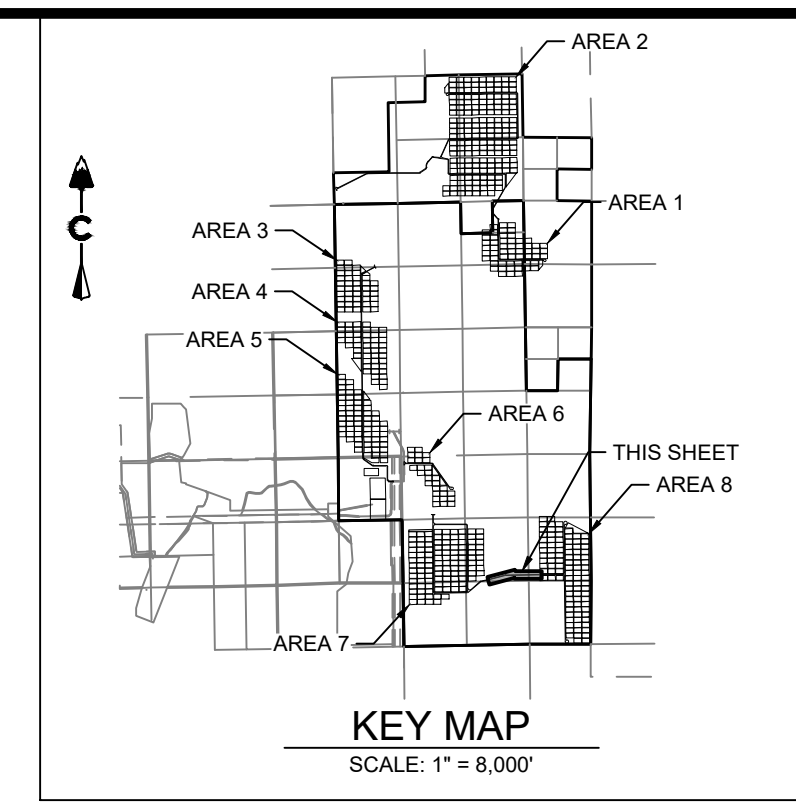 AREA 2
AREA 1
AREA 3
AREA 4
AREA 5
AREA 6
THIS SHEET
AREA 8
AREA 7
C
KEY MAP
SCALE: 1" = 8,000'